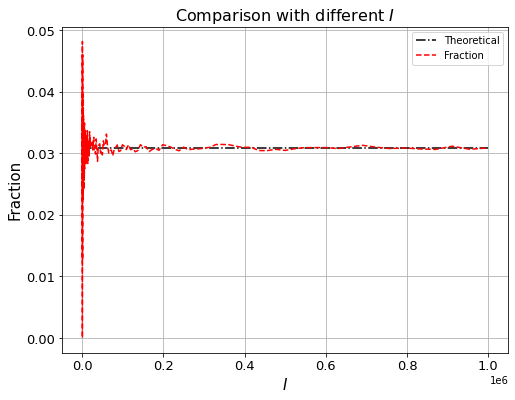 Comparison with different I
Theoretical
Fraction
Fraction
0.05
0.04
0.03
0.02
0.01
0.00
0.0 0.2 0.4 0.6 0.8 1.0
1e6
I